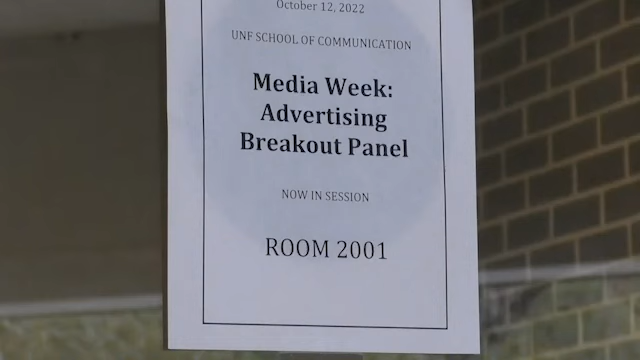 October 12, 2022
UNF SCHOOL OF COMMUNICATION
Media Week:
Advertising
Breakout Panel
NOW IN SESSION
ROOM 2001